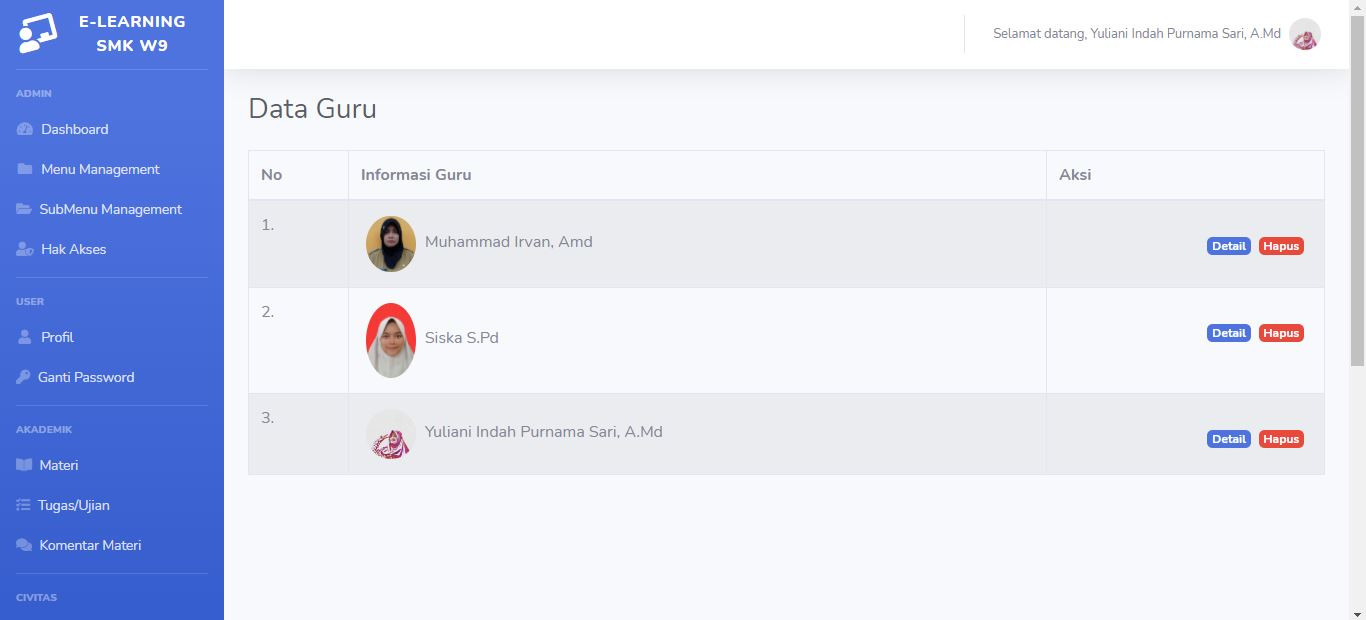 E-LEARNING
SMK W9
ADMIN
Dashboard
Menu Management
SubMenu Management
Hak Akses
USER
Profil
Ganti Password
AKADEMIK
Materi
Tugas/Ujian
Komentar Materi
CIVITAS
Selamat datang, Yuliani Indah Purnama Sari, A.Md
Data Guru
No Informasi Guru Aksi
1. Muhammad Irvan, Amd Detail Hapus
2. Siska S.Pd Detail Hapus
3. Yuliani Indah Purnama Sari, A.Md Detail Hapus